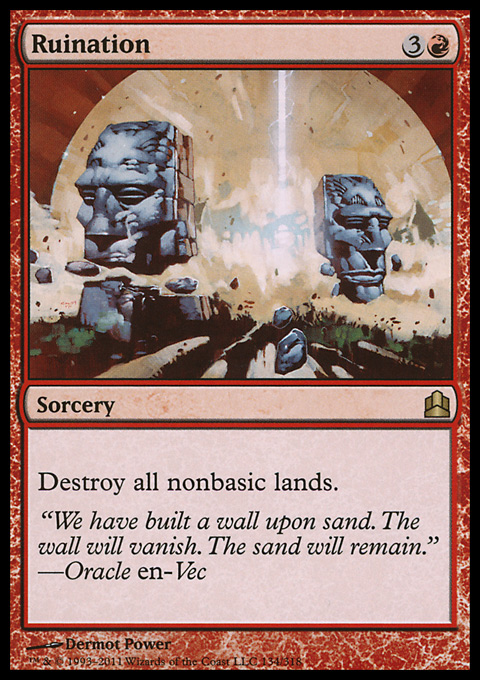 Ruination 3
Sorcery
Destroy all nonbasic lands.
“We have built a wall upon sand. The
wall will vanish. The sand will remain.”
—Oracle en-Vec
Dermot Power
™ & © 1993–2011 Wizards of the Coast LLC 134/318